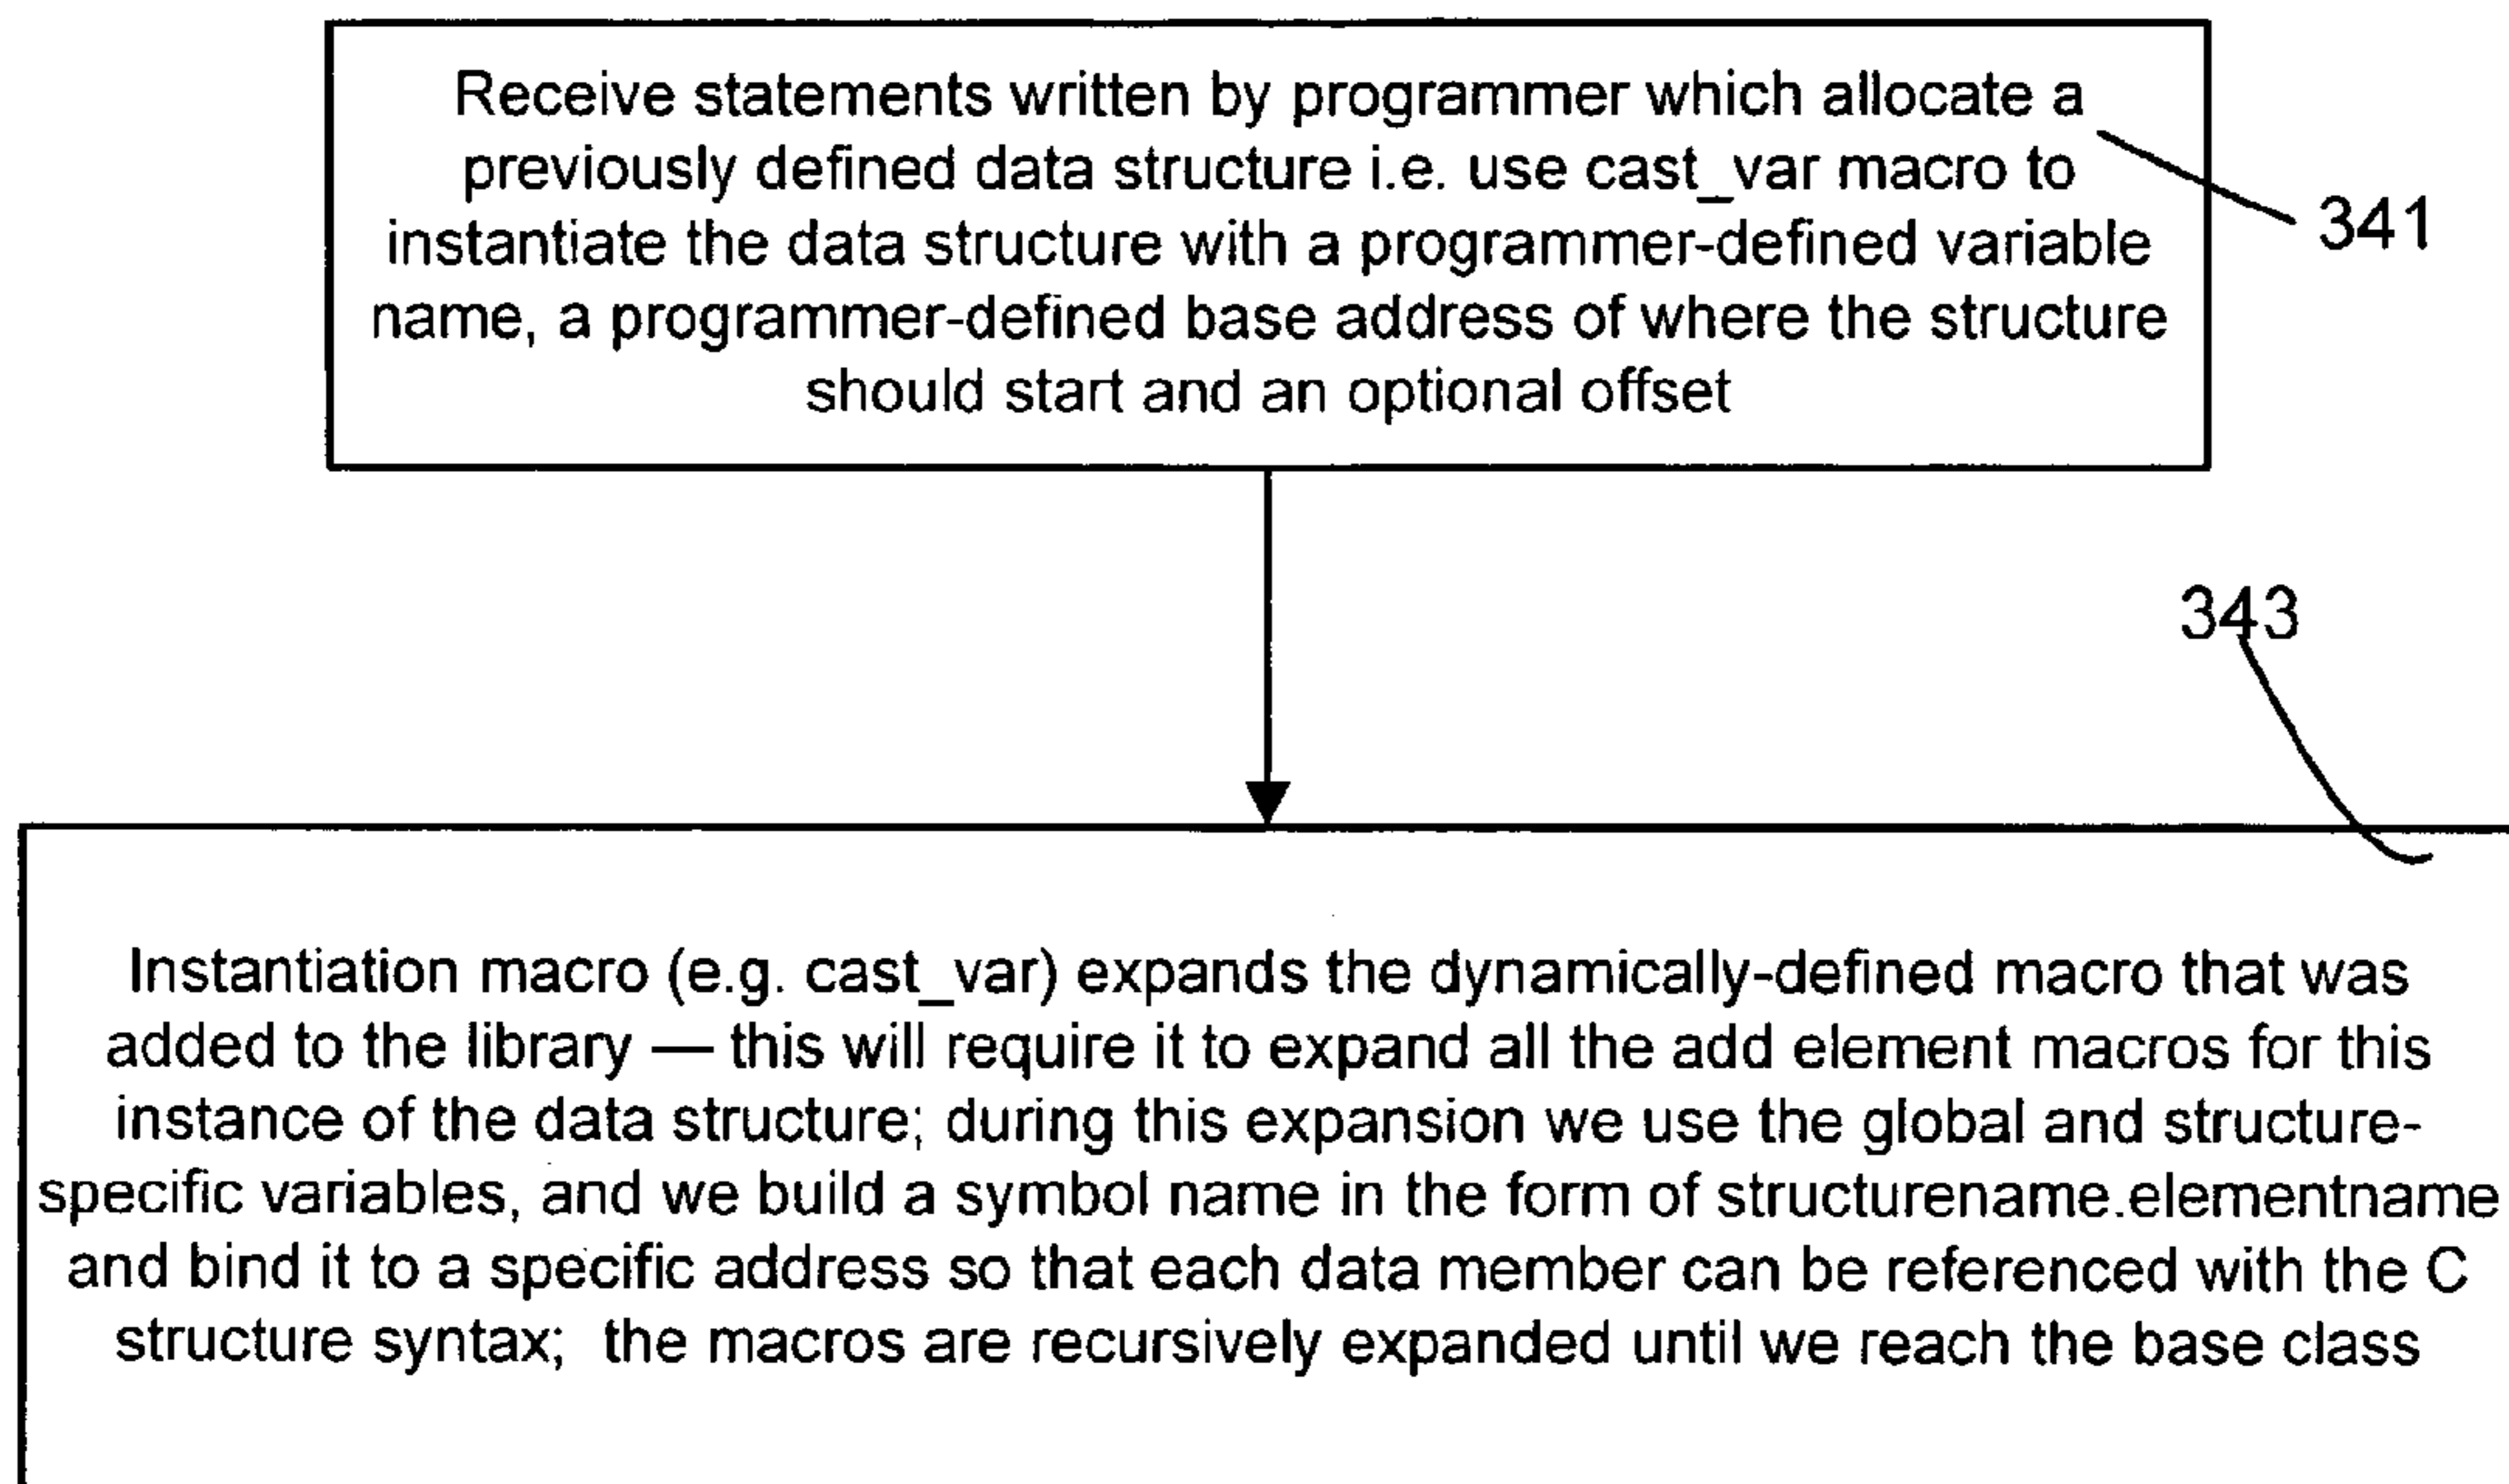 Receive statements written by programmer which allocate a
previously defined data structure i.e. use cast_var macro to
instantiate the data structure with a programmer-defined variable
name, a programmer-defined base address of where the structure
should start and an optional offset
341
343
Instantiation macro (e.g. cast_var) expands the dynamically-defined macro that was
added to the library — this will require it to expand all the add element macros for this
instance of the data structure; during this expansion we use the global and structure-
specific variables, and we build a symbol name in the form of structurename.elementname
and bind it to a specific address so that each data member can be referenced with the C
structure syntax;  the macros are recursively expanded until we reach the base class